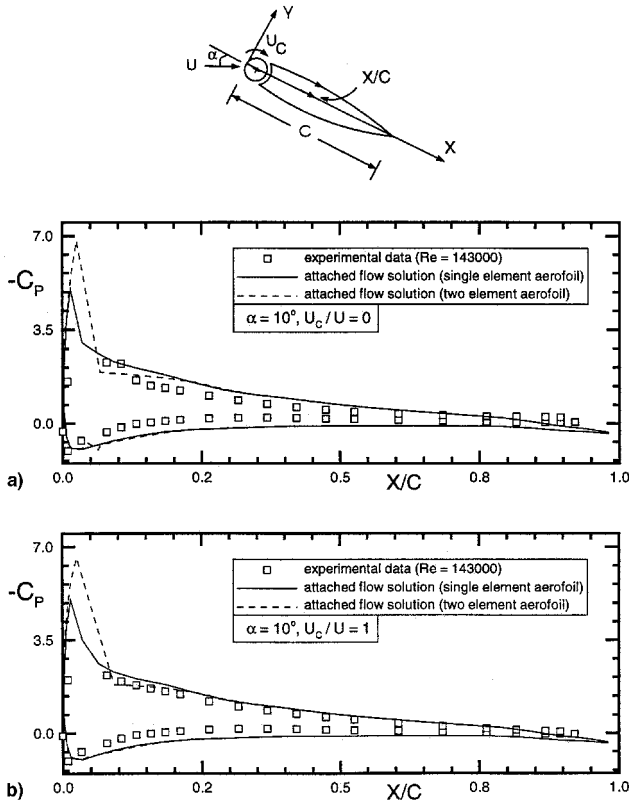 Y
U_C
α
U
X/C
C
X
7.0
-C_P
3.5
0.0
□ experimental data (Re = 143000)
attached flow solution (single element aerofoil)
attached flow solution (two element aerofoil)
α = 10°, U_C / U = 0
0.0 0.2 0.5 0.8 1.0
a)
X/C
7.0
-C_P
3.5
0.0
□ experimental data (Re = 143000)
attached flow solution (single element aerofoil)
attached flow solution (two element aerofoil)
α = 10°, U_C / U = 1
0.0 0.2 0.5 0.8 1.0
b)
X/C